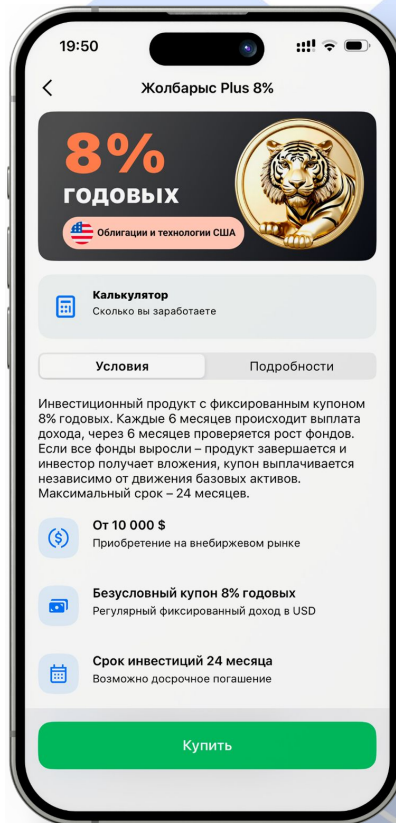 19:50
Жолбарыс Plus 8%
8%
ГОДОВЫХ
Облигации и технологии США
Калькулятор
Сколько вы заработаете
Условия
Подробности
Инвестиционный продукт с фиксированным купоном
8% годовых. Каждые 6 месяцев происходит выплата
дохода, через 6 месяцев проверяется рост фондов.
Если все фонды выросли – продукт завершается и
инвестор получает вложения, купон выплачивается
независимо от движения базовых активов.
Максимальный срок – 24 месяцев.
От 10 000 $
Приобретение на внебиржевом рынке
Безусловный купон 8% годовых
Регулярный фиксированный доход в USD
Срок инвестиций 24 месяца
Возможно досрочное погашение
Купить